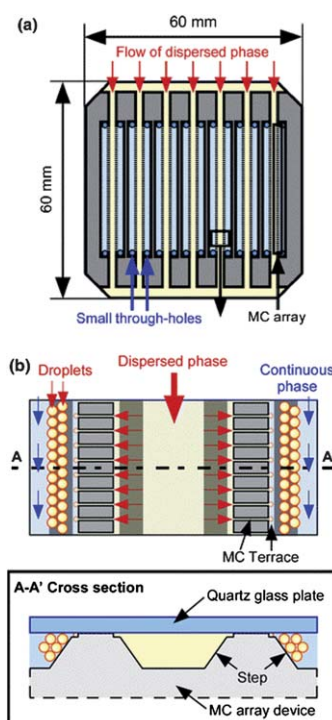 (a)
60 mm
Flow of dispersed phase
60 mm
Small through-holes
MC array
(b)
Droplets
Dispersed phase
Continuous
phase
A
A'
MC Terrace
A-A' Cross section
Quartz glass plate
Step
MC array device